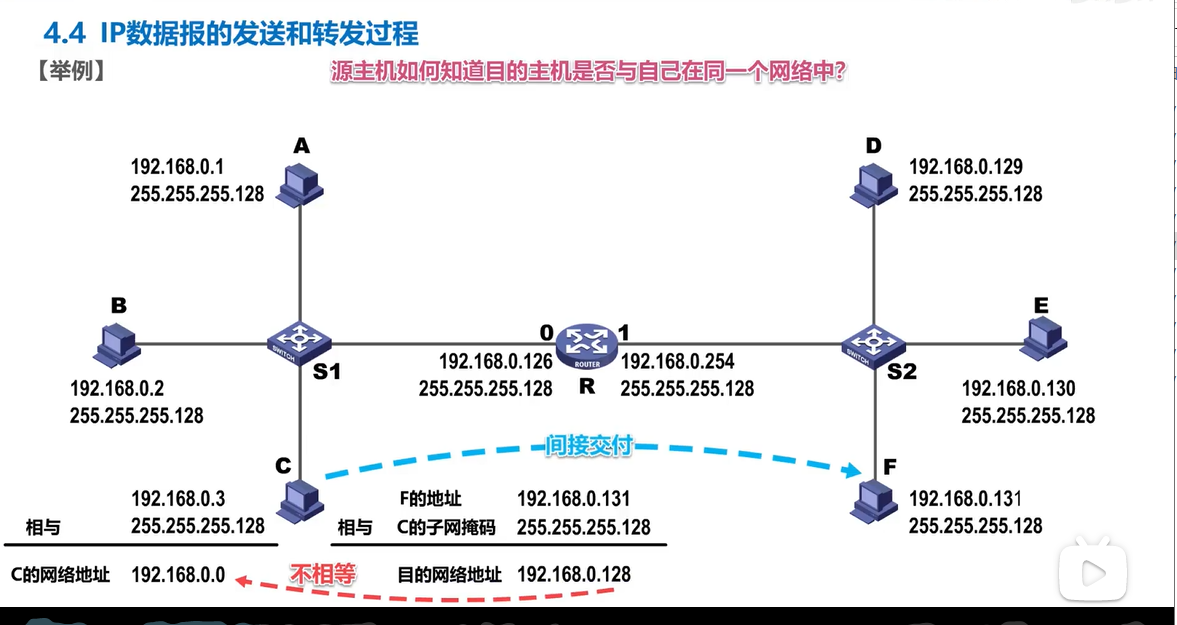 4.4 IP数据报的发送和转发过程
【举例】
源主机如何知道目的主机是否与自己在同一个网络中?
A
192.168.0.1
255.255.255.128
D
192.168.0.129
255.255.255.128
B
192.168.0.2
255.255.255.128
SWITCH
S1
0
1
ROUTER
R
192.168.0.126
255.255.255.128
192.168.0.254
255.255.255.128
SWITCH
S2
E
192.168.0.130
255.255.255.128
间接交付
C
192.168.0.3
相与 255.255.255.128
C的网络地址 192.168.0.0
F的地址 192.168.0.131
相与 C的子网掩码 255.255.255.128
不相等
目的网络地址 192.168.0.128
F
192.168.0.131
255.255.255.128